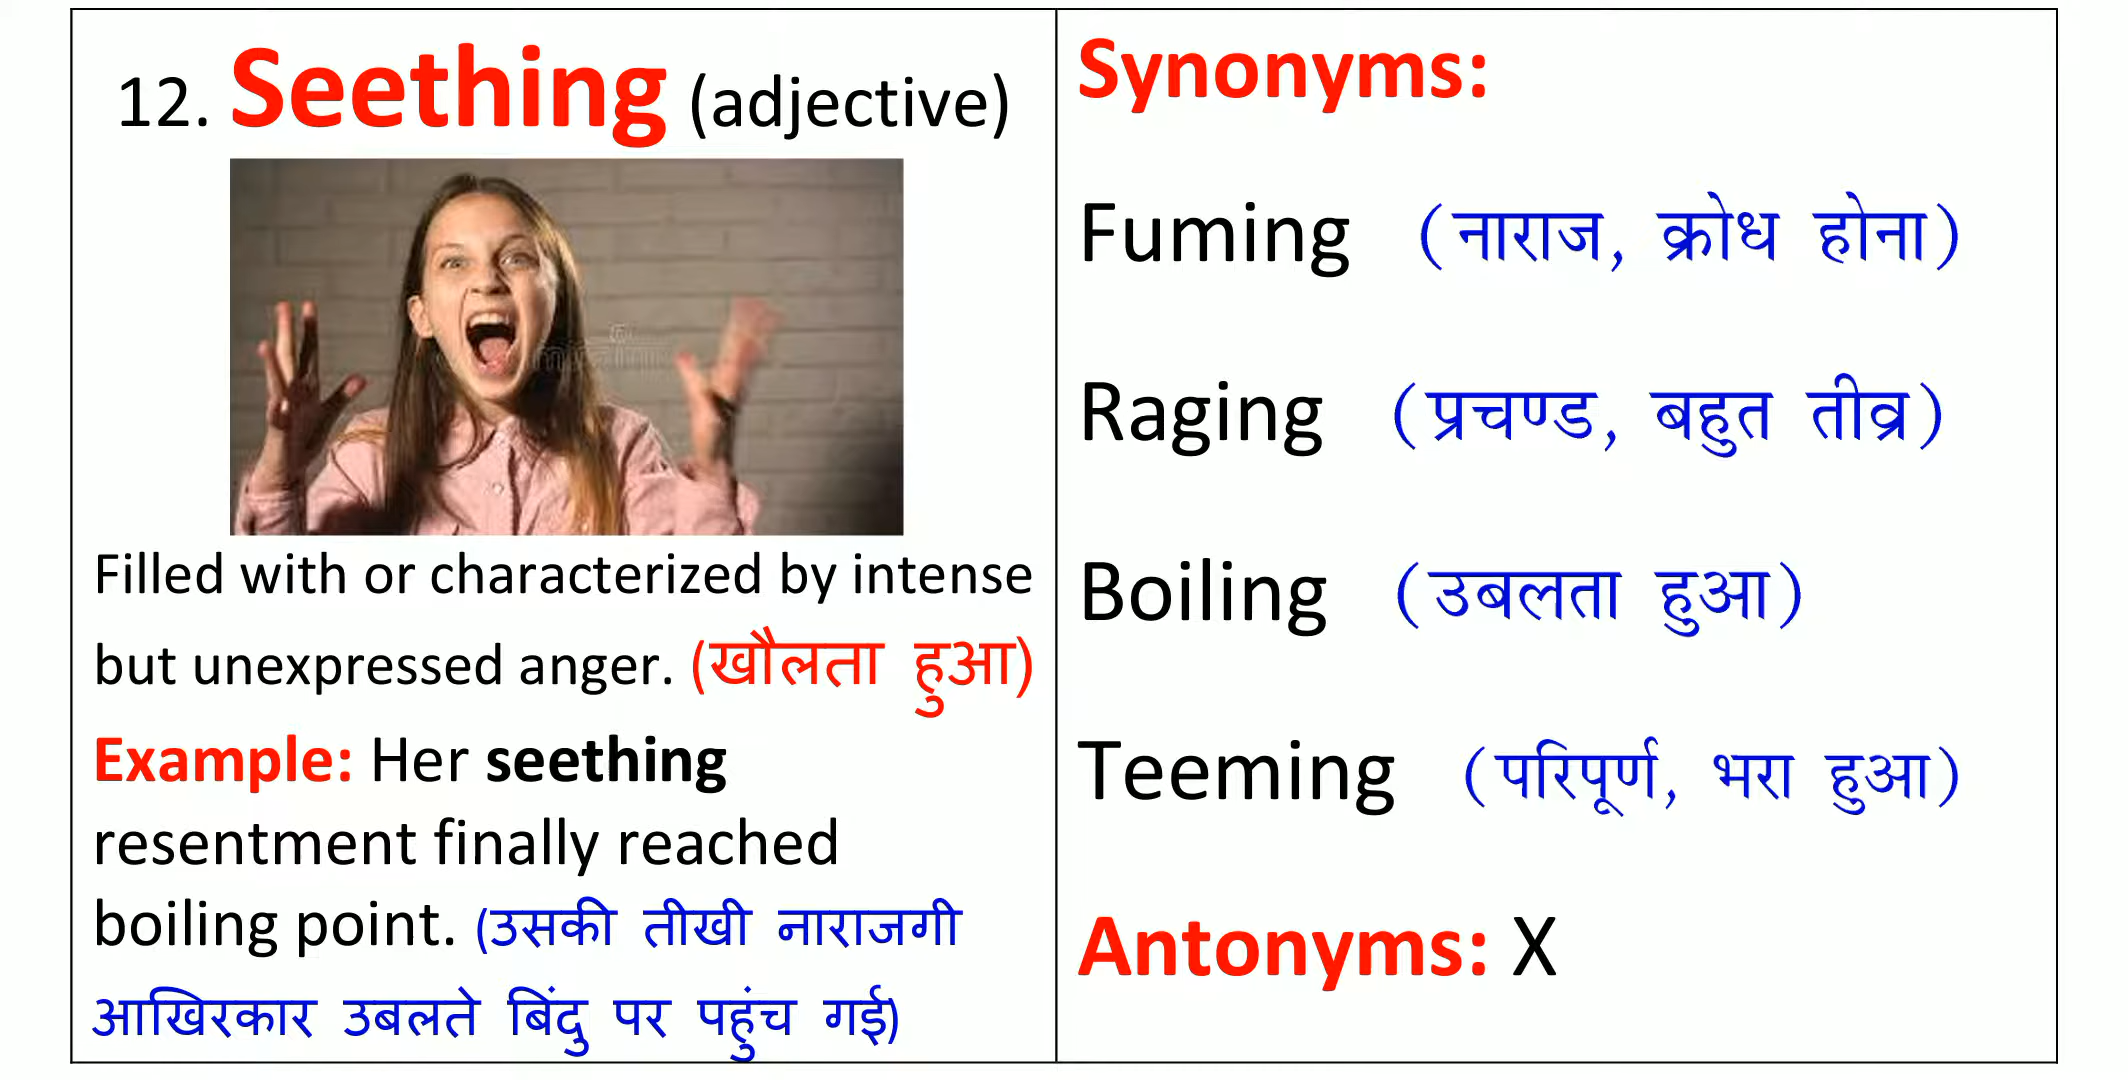 12. Seething (adjective)
Filled with or characterized by intense
but unexpressed anger. (खौलता हुआ)
Example: Her seething
resentment finally reached
boiling point. (उसकी तीखी नाराजगी
आखिरकार उबलते बिंदु पर पहुंच गई)
Synonyms:
Fuming (नाराज, क्रोध होना)
Raging (प्रचण्ड, बहुत तीव्र)
Boiling (उबलता हुआ)
Teeming (परिपूर्ण, भरा हुआ)
Antonyms: X